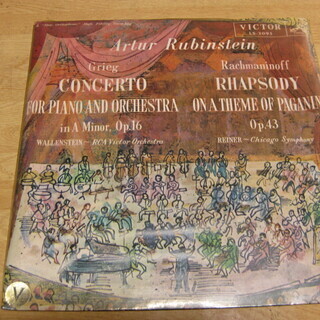 VICTOR
Artur Rubinstein
Grieg
CONCERTO
FOR PIANO AND ORCHESTRA
in A Minor, Op.16
WALLENSTEIN - RCA Victor Orchestra
Rachmaninoff
RHAPSODY
ON A THEME OF PAGANIN
Op.43
REINER - Chicago Symphony